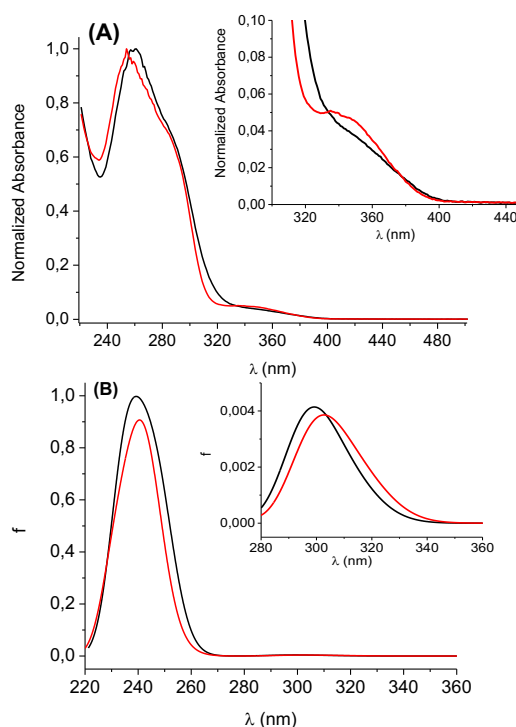 (A)
Normalized Absorbance
1,0
0,8
0,6
0,4
0,2
0,0
220 240 280 320 360 400 440 480
λ (nm)
Normalized Absorbance
0,10
0,08
0,06
0,04
0,02
0,00
320 360 400 440
λ (nm)
(B)
f
1,0
0,8
0,6
0,4
0,2
0,0
220 240 260 280 300 320 340 360
λ (nm)
f
0,004
0,002
0,000
280 300 320 340 360
λ (nm)